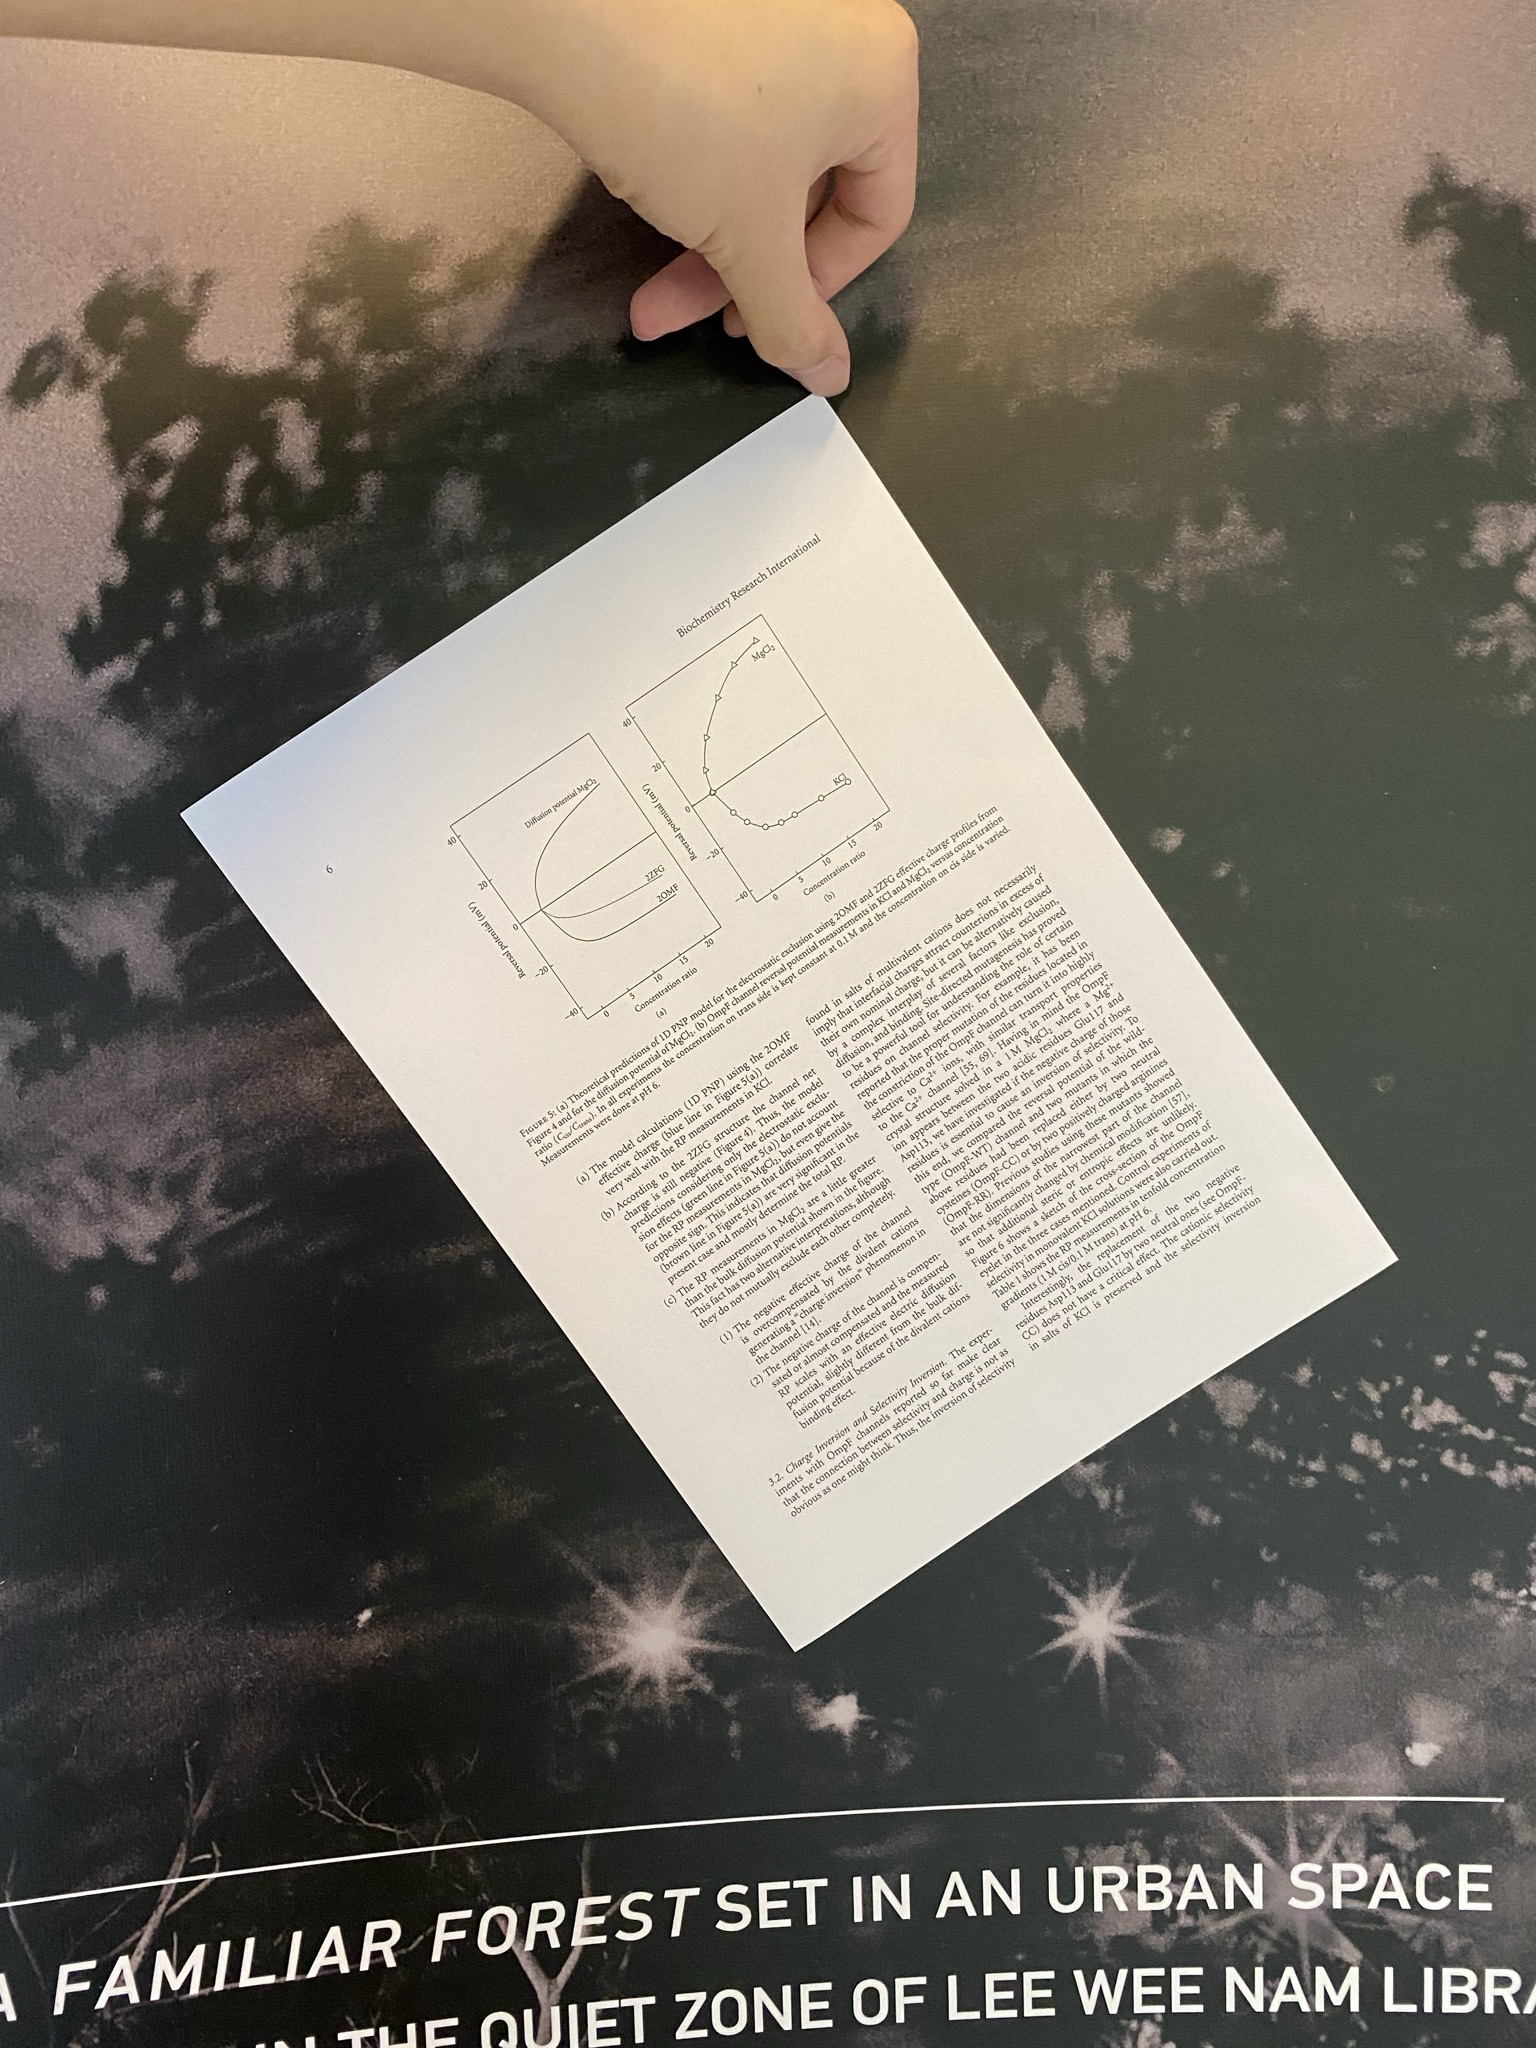 6
Biochemistry Research International
40
20
0
−20
−40
Reversal potential (mV)
Diffusion potential MgCl₂
2ZFG
2OMF
0 5 10 15 20
Concentration ratio
(a)
40
20
0
−20
−40
Reversal potential (mV)
MgCl₂
KCl
0 5 10 15 20
Concentration ratio
(b)
FIGURE 5: (a) Theoretical predictions of 1D PNP model for the electrostatic exclusion using 2OMF and 2ZFG effective charge profiles from
Figure 4 and for the diffusion potential of MgCl₂. (b) OmpF channel reversal potential measurements in KCl and MgCl₂ versus concentration
ratio (Ccis/Ctrans). In all experiments the concentration on trans side is kept constant at 0.1 M and the concentration on cis side is varied.
Measurements were done at pH 6.
(a) The model calculations (1D PNP) using the 2OMF
effective charge (blue line in Figure 5(a)) correlate
very well with the RP measurements in KCl.
(b) According to the 2ZFG structure the channel net
charge is still negative (Figure 4). Thus, the model
predictions considering only the electrostatic exclu-
sion effects (green line in Figure 5(a)) do not account
for the RP measurements in MgCl₂, but even give the
opposite sign. This indicates that diffusion potentials
(brown line in Figure 5(a)) are very significant in the
present case and mostly determine the total RP.
(c) The RP measurements in MgCl₂ are a little greater
than the bulk diffusion potential shown in the figure.
This fact has two alternative interpretations, although
they do not mutually exclude each other completely.
(1) The negative effective charge of the channel
is overcompensated by the divalent cations
generating a "charge inversion" phenomenon in
the channel [14].
(2) The negative charge of the channel is compen-
sated or almost compensated and the measured
RP scales with an effective electric diffusion
potential, slightly different from the bulk dif-
fusion potential because of the divalent cations
binding effect.
3.2. Charge Inversion and Selectivity Inversion. The exper-
iments with OmpF channels reported so far make clear
that the connection between selectivity and charge is not as
obvious as one might think. Thus, the inversion of selectivity
found in salts of multivalent cations does not necessarily
imply that interfacial charges attract counterions in excess of
their own nominal charge, but it can be alternatively caused
by a complex interplay of several factors like exclusion,
diffusion, and binding. Site-directed mutagenesis has proved
to be a powerful tool for understanding the role of certain
residues on channel selectivity. For example, it has been
reported that the proper mutation of the residues located in
the constriction of the OmpF channel can turn it into highly
selective to Ca²⁺ ions, with similar transport properties
to the Ca²⁺ channel [55, 69]. Having in mind the OmpF
crystal structure solved in a 1 M MgCl₂ where a Mg²⁺
ion appears between the two acidic residues Glu117 and
Asp113, we have investigated if the negative charge of those
residues is essential to cause an inversion of selectivity. To
this end, we compared the reversal potential of the wild-
type (OmpF-WT) channel and two mutants in which the
above residues had been replaced either by two neutral
cysteines (OmpF-CC) or by two positively charged arginines
(OmpF-RR). Previous studies using these mutants showed
that the dimensions of the narrowest part of the channel
are not significantly changed by chemical modification [57],
so that additional steric or entropic effects are unlikely.
Figure 6 shows a sketch of the cross-section of the OmpF
eyelet in the three cases mentioned. Control experiments of
selectivity in monovalent KCl solutions were also carried out.
Table 1 shows the RP measurements in tenfold concentration
gradients (1 M cis/0.1 M trans) at pH 6.
Interestingly, the replacement of the two negative
residues Asp113 and Glu117 by two neutral ones (see OmpF-
CC) does not have a critical effect. The cationic selectivity
in salts of KCl is preserved and the selectivity inversion
A FAMILIAR FOREST SET IN AN URBAN SPACE
IN THE QUIET ZONE OF LEE WEE NAM LIBRA